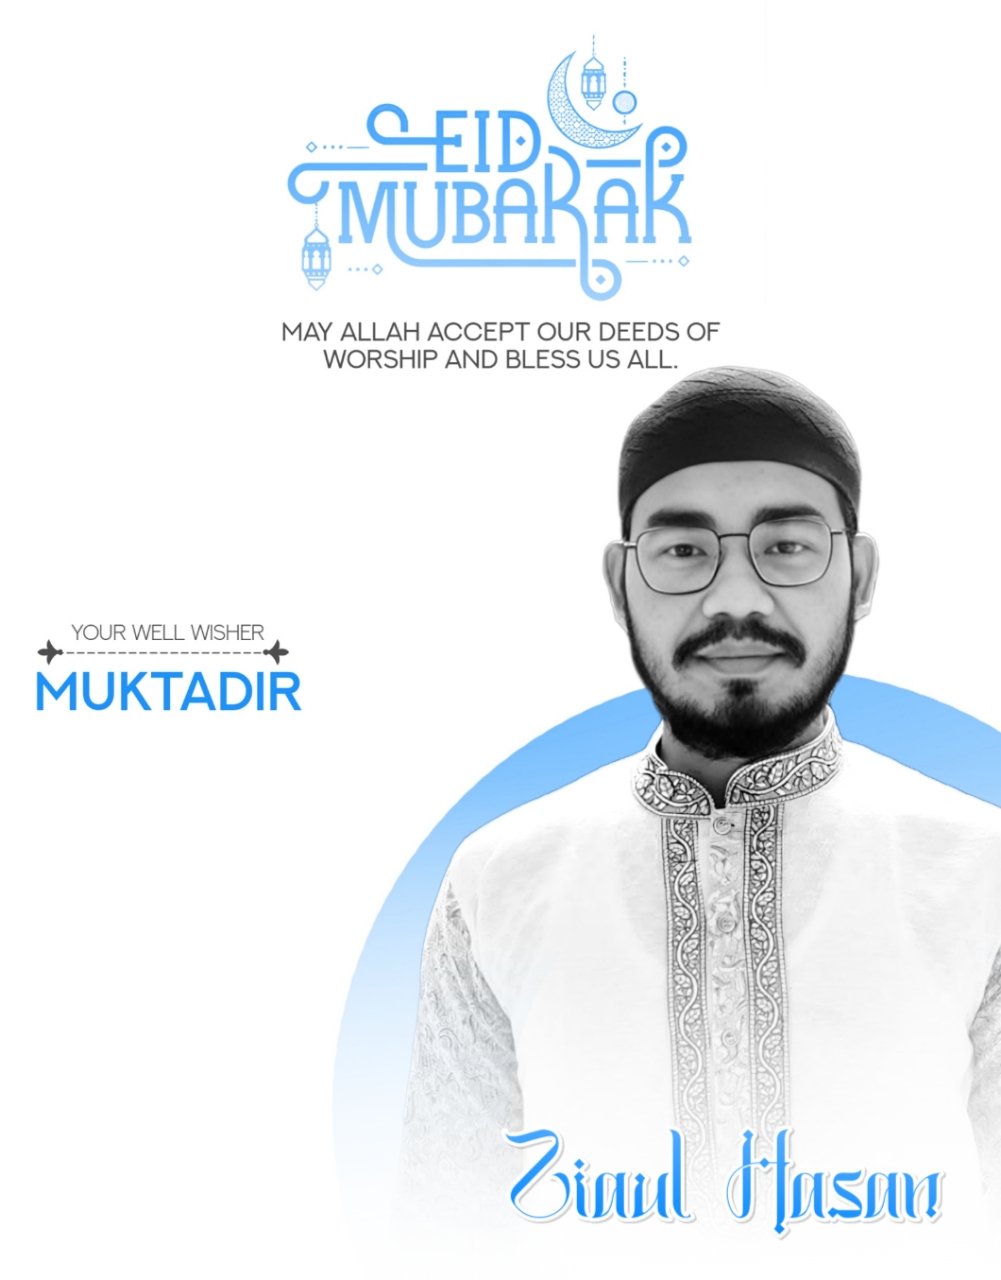 EID
MUBARAK
MAY ALLAH ACCEPT OUR DEEDS OF
WORSHIP AND BLESS US ALL.
YOUR WELL WISHER
MUKTADIR
Ziaul Hasan